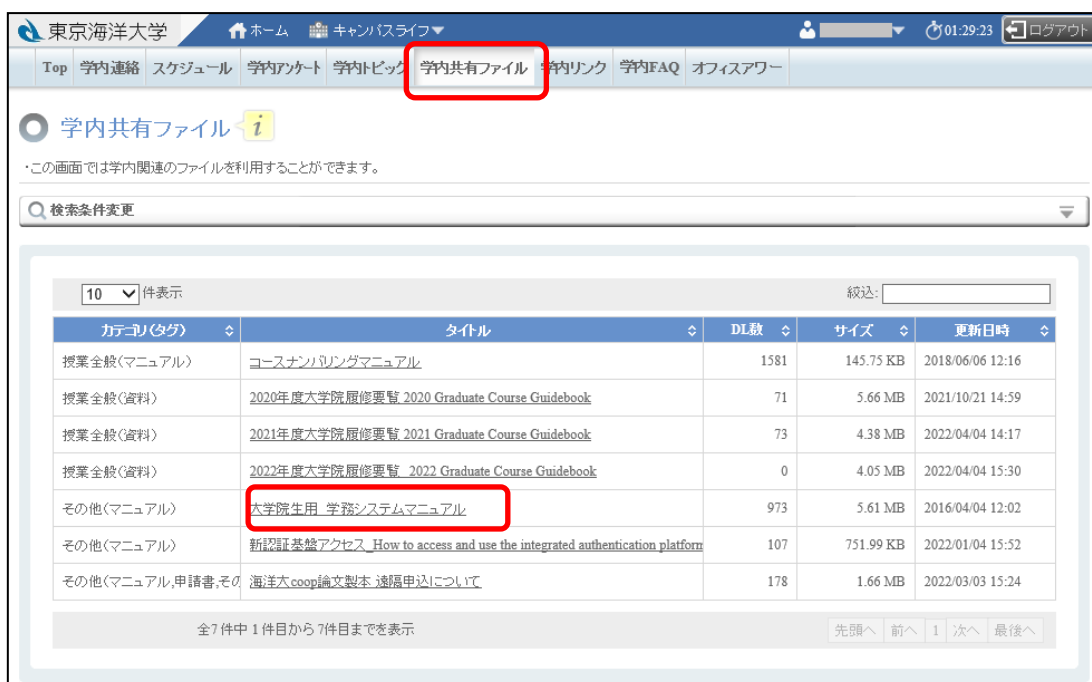 東京海洋大学 ホーム キャンパスライフ▼ 01:29:23 ログアウト
Top 学内連絡 スケジュール 学内アンケート 学内トピック 学内共有ファイル 学内リンク 学内FAQ オフィスアワー
学内共有ファイル i
・この画面では学内関連のファイルを利用することができます。
検索条件変更
10 件表示 絞込:
カテゴリ(タグ) タイトル DL数 サイズ 更新日時
授業全般(マニュアル) コースナンバリングマニュアル 1581 145.75 KB 2018/06/06 12:16
授業全般(資料) 2020年度大学院履修要覧 2020 Graduate Course Guidebook 71 5.66 MB 2021/10/21 14:59
授業全般(資料) 2021年度大学院履修要覧 2021 Graduate Course Guidebook 73 4.38 MB 2022/04/04 14:17
授業全般(資料) 2022年度大学院履修要覧_2022 Graduate Course Guidebook 0 4.05 MB 2022/04/04 15:30
その他(マニュアル) 大学院生用_学務システムマニュアル 973 5.61 MB 2016/04/04 12:02
その他(マニュアル) 新認証基盤アクセス_How to access and use the integrated authentication platform 107 751.99 KB 2022/01/04 15:52
その他(マニュアル,申請書,その 海洋大coop論文製本 遠隔申込について 178 1.66 MB 2022/03/03 15:24
全7件中 1件目から7件目までを表示 先頭へ 前へ 1 次へ 最後へ